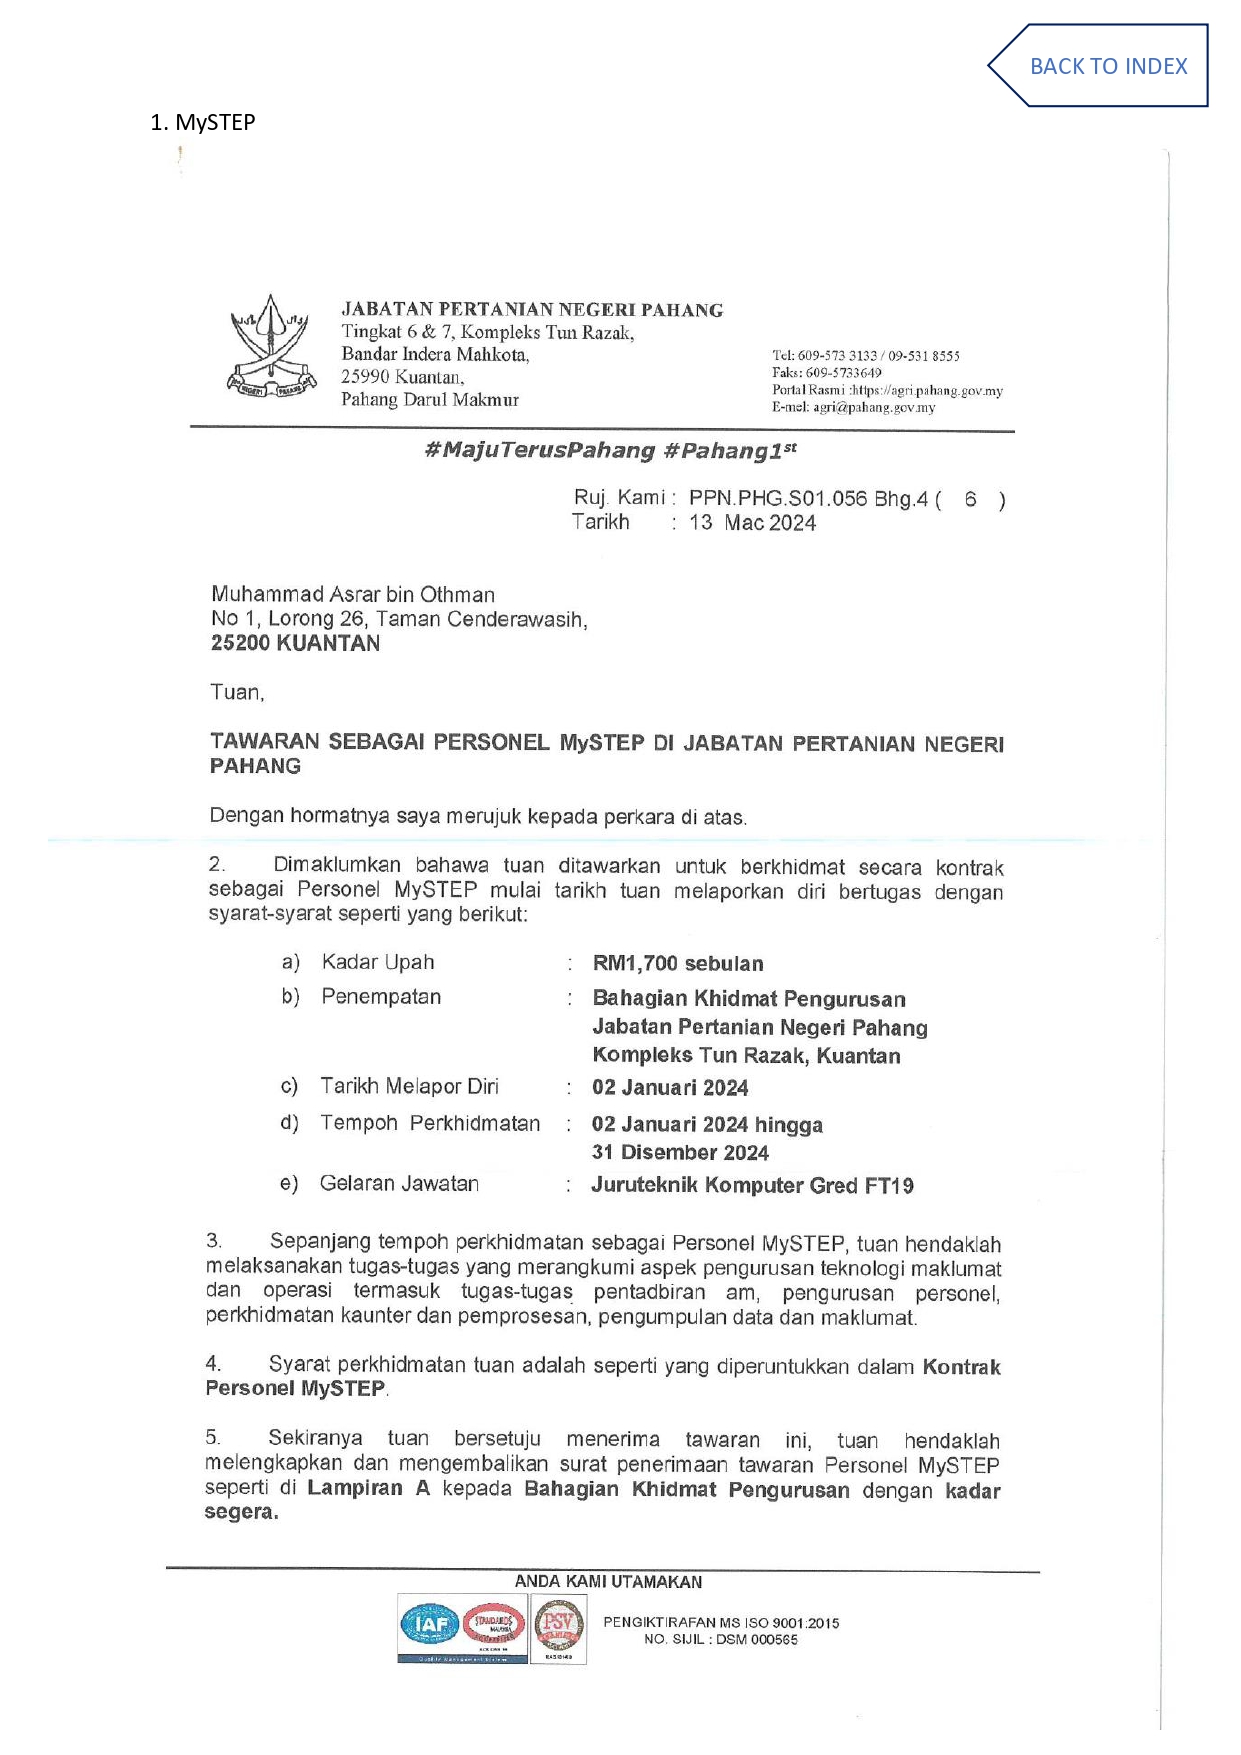 BACK TO INDEX
1. MySTEP
JABATAN PERTANIAN NEGERI PAHANG
Tingkat 6 & 7, Kompleks Tun Razak,
Bandar Indera Mahkota,
25990 Kuantan,
Pahang Darul Makmur
Tel: 609-573 3133 / 09-531 8555
Faks: 609-5733649
Portal Rasmi :https://agri.pahang.gov.my
E-mel: agri@pahang.gov.my
#MajuTerusPahang #Pahang1st
Ruj. Kami : PPN.PHG.S01.056 Bhg.4 ( 6 )
Tarikh : 13 Mac 2024
Muhammad Asrar bin Othman
No 1, Lorong 26, Taman Cenderawasih,
25200 KUANTAN
Tuan,
TAWARAN SEBAGAI PERSONEL MySTEP DI JABATAN PERTANIAN NEGERI
PAHANG
Dengan hormatnya saya merujuk kepada perkara di atas.
2. Dimaklumkan bahawa tuan ditawarkan untuk berkhidmat secara kontrak
sebagai Personel MySTEP mulai tarikh tuan melaporkan diri bertugas dengan
syarat-syarat seperti yang berikut:
a) Kadar Upah : RM1,700 sebulan
b) Penempatan : Bahagian Khidmat Pengurusan
Jabatan Pertanian Negeri Pahang
Kompleks Tun Razak, Kuantan
c) Tarikh Melapor Diri : 02 Januari 2024
d) Tempoh Perkhidmatan : 02 Januari 2024 hingga
31 Disember 2024
e) Gelaran Jawatan : Juruteknik Komputer Gred FT19
3. Sepanjang tempoh perkhidmatan sebagai Personel MySTEP, tuan hendaklah
melaksanakan tugas-tugas yang merangkumi aspek pengurusan teknologi maklumat
dan operasi termasuk tugas-tugas pentadbiran am, pengurusan personel,
perkhidmatan kaunter dan pemprosesan, pengumpulan data dan maklumat.
4. Syarat perkhidmatan tuan adalah seperti yang diperuntukkan dalam Kontrak
Personel MySTEP.
5. Sekiranya tuan bersetuju menerima tawaran ini, tuan hendaklah
melengkapkan dan mengembalikan surat penerimaan tawaran Personel MySTEP
seperti di Lampiran A kepada Bahagian Khidmat Pengurusan dengan kadar
segera.
ANDA KAMI UTAMAKAN
IAF
STANDARDS
PSV
PENGIKTIRAFAN MS ISO 9001:2015
NO. SIJIL : DSM 000565